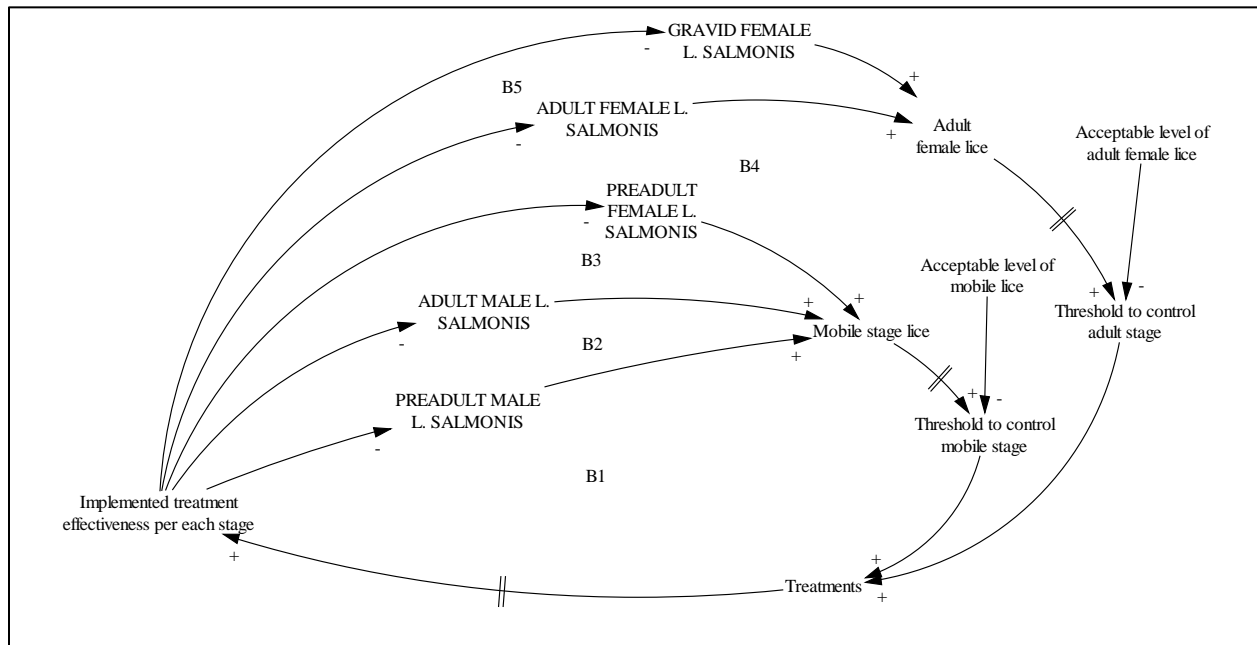 GRAVID FEMALE
L. SALMONIS
-
+
B5
ADULT FEMALE L.
SALMONIS
-
+
Adult
female lice
Acceptable level of
adult female lice
B4
PREADULT
FEMALE L.
SALMONIS
-
B3
Acceptable level of
mobile lice
+
-
Threshold to control
adult stage
ADULT MALE L.
SALMONIS
-
+
+
Mobile stage lice
B2
+
PREADULT MALE
L. SALMONIS
-
+
-
Threshold to control
mobile stage
B1
Implemented treatment
effectiveness per each stage
+
+
Treatments
+